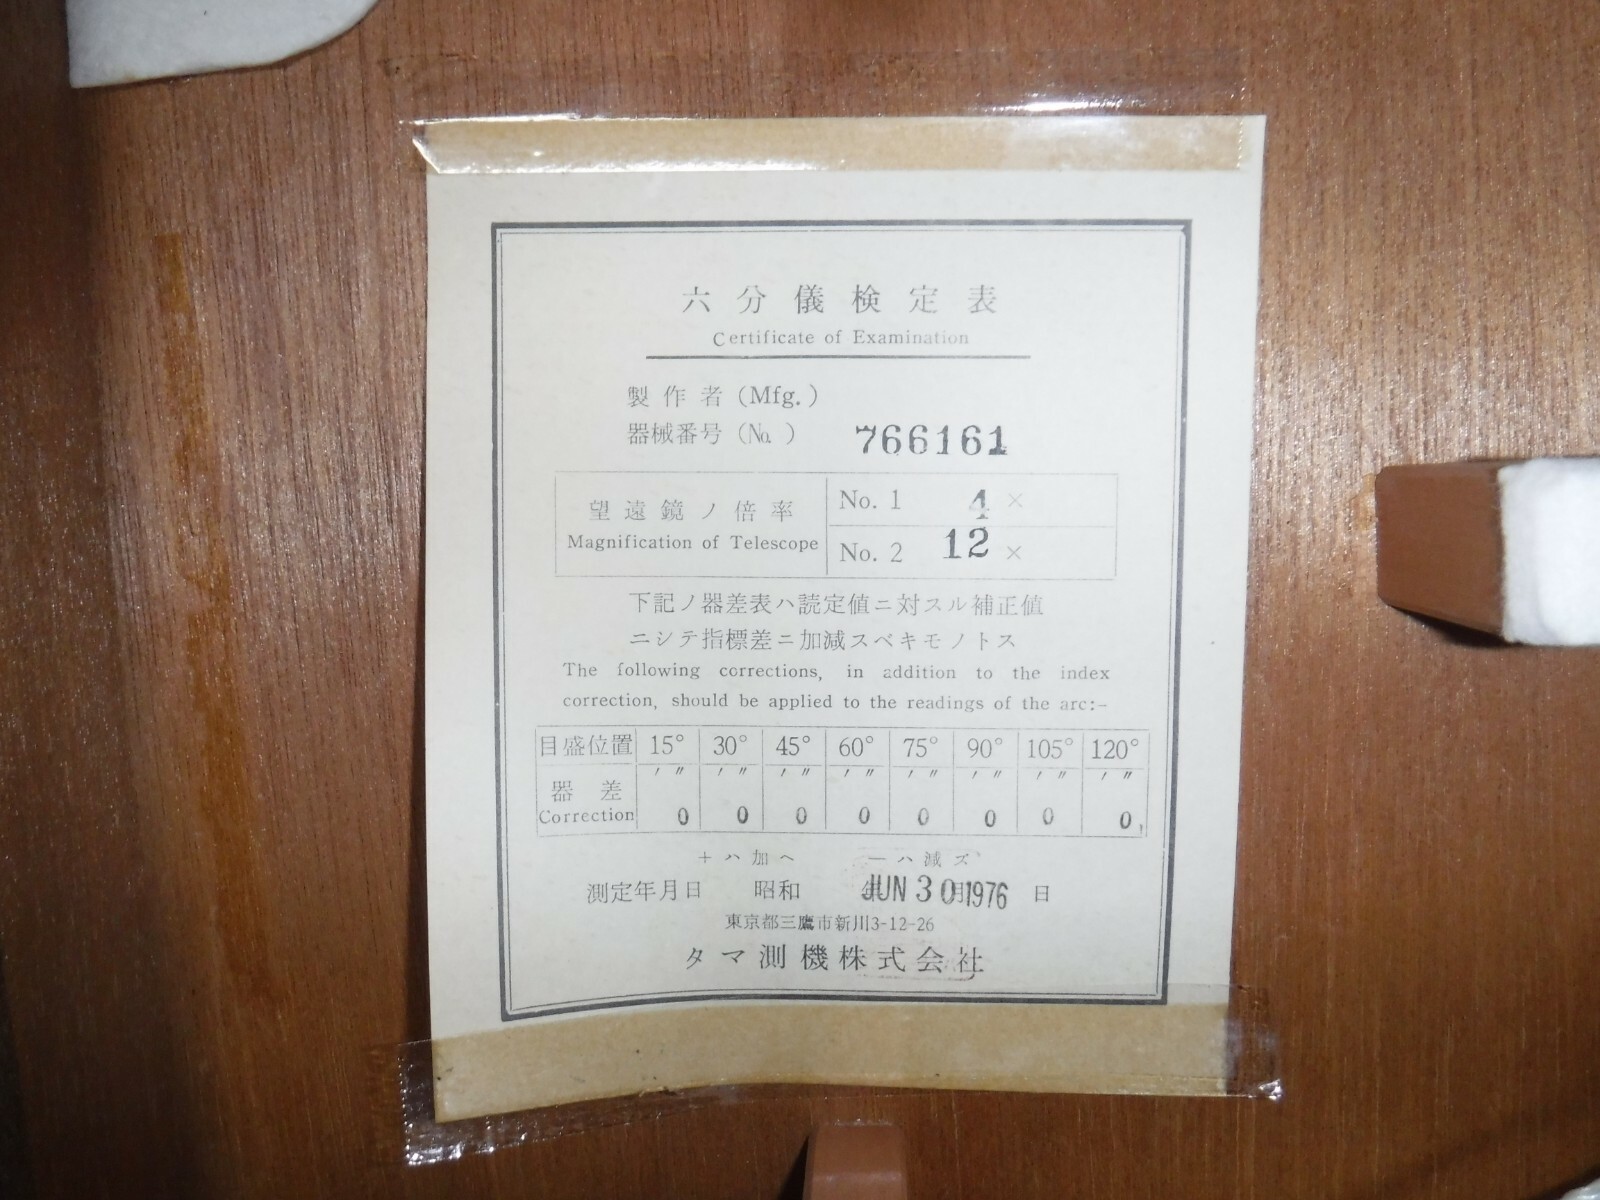 六分儀検定表
Certificate of Examination
製作者 (Mfg.)
器械番号 (No.) 766161
望遠鏡ノ倍率
Magnification of Telescope
No. 1 4 ×
No. 2 12 ×
下記ノ器差表ハ読定値ニ対スル補正値
ニシテ指標差ニ加減スベキモノトス
The following corrections, in addition to the index
correction, should be applied to the readings of the arc:-
目盛位置 15° 30° 45° 60° 75° 90° 105° 120°
′ ″ ′ ″ ′ ″ ′ ″ ′ ″ ′ ″ ′ ″ ′ ″
器差
Correction 0 0 0 0 0 0 0 0
+ハ加ヘ －ハ減ズ
測定年月日 昭和 年 JUN 30 月 1976 日
東京都三鷹市新川3-12-26
タマ測機株式会社